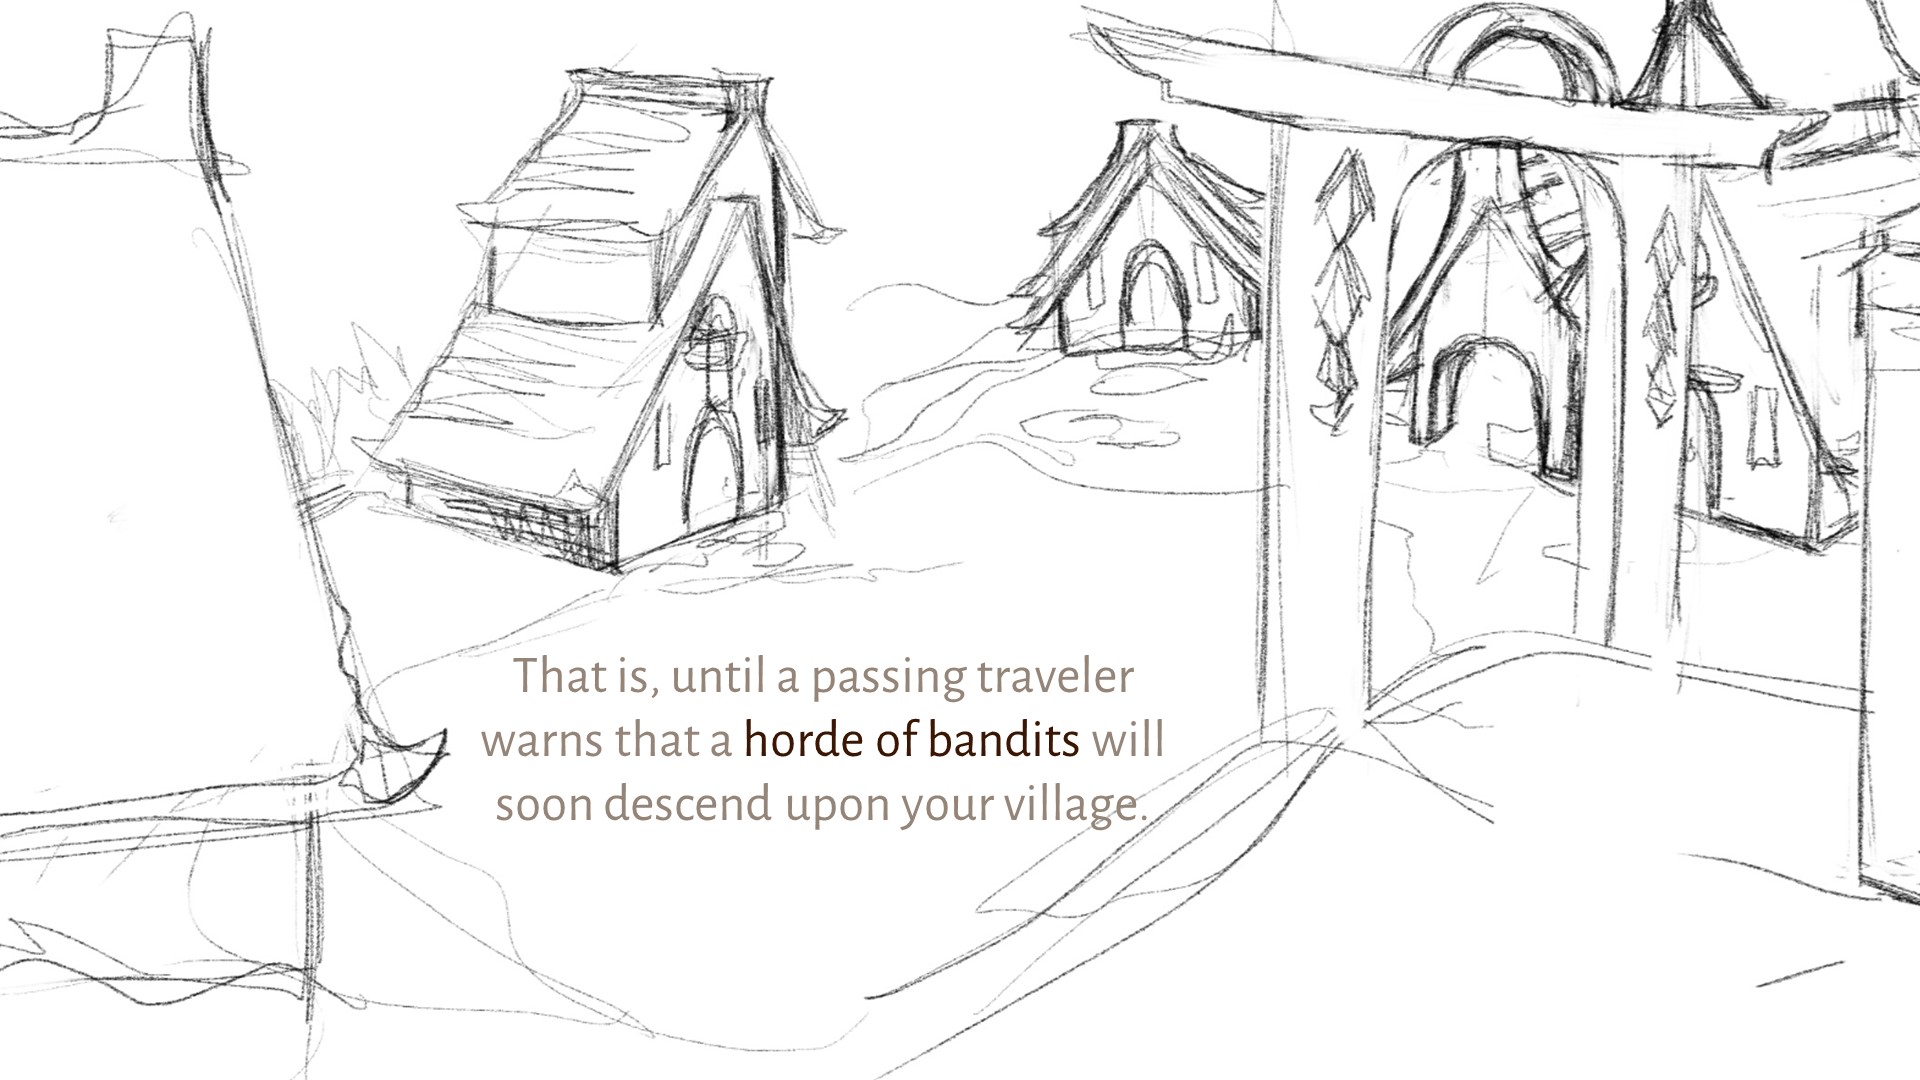 That is, until a passing traveler
warns that a horde of bandits will
soon descend upon your village.